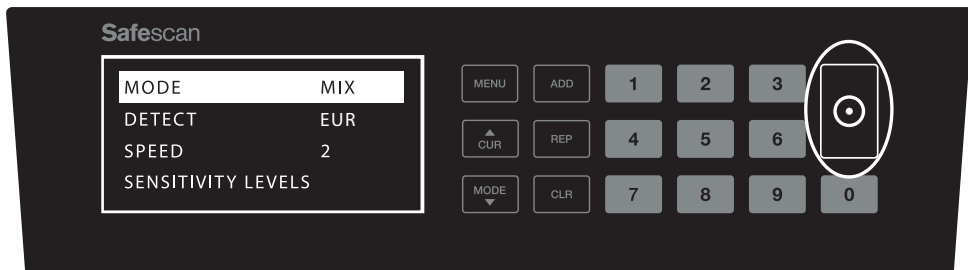 Safescan
MODE MIX
DETECT EUR
SPEED 2
SENSITIVITY LEVELS
MENU ADD 1 2 3
CUR REP 4 5 6
MODE CLR 7 8 9 0